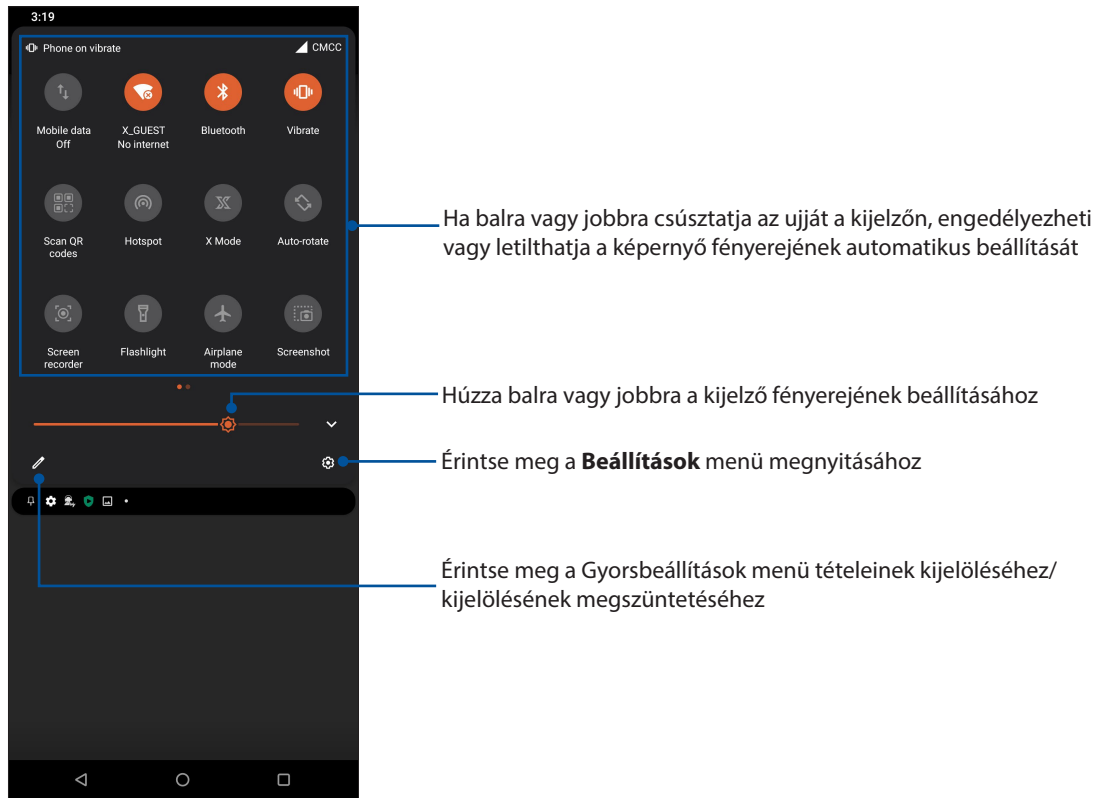 3:19
Phone on vibrate
CMCC
Mobile data
Off
X_GUEST
No internet
Bluetooth
Vibrate
Scan QR
codes
Hotspot
X Mode
Auto-rotate
Screen
recorder
Flashlight
Airplane
mode
Screenshot
Ha balra vagy jobbra csúsztatja az ujját a kijelzőn, engedélyezheti
vagy letilthatja a képernyő fényerejének automatikus beállítását
Húzza balra vagy jobbra a kijelző fényerejének beállításához
Érintse meg a Beállítások menü megnyitásához
Érintse meg a Gyorsbeállítások menü tételeinek kijelöléséhez/
kijelölésének megszüntetéséhez